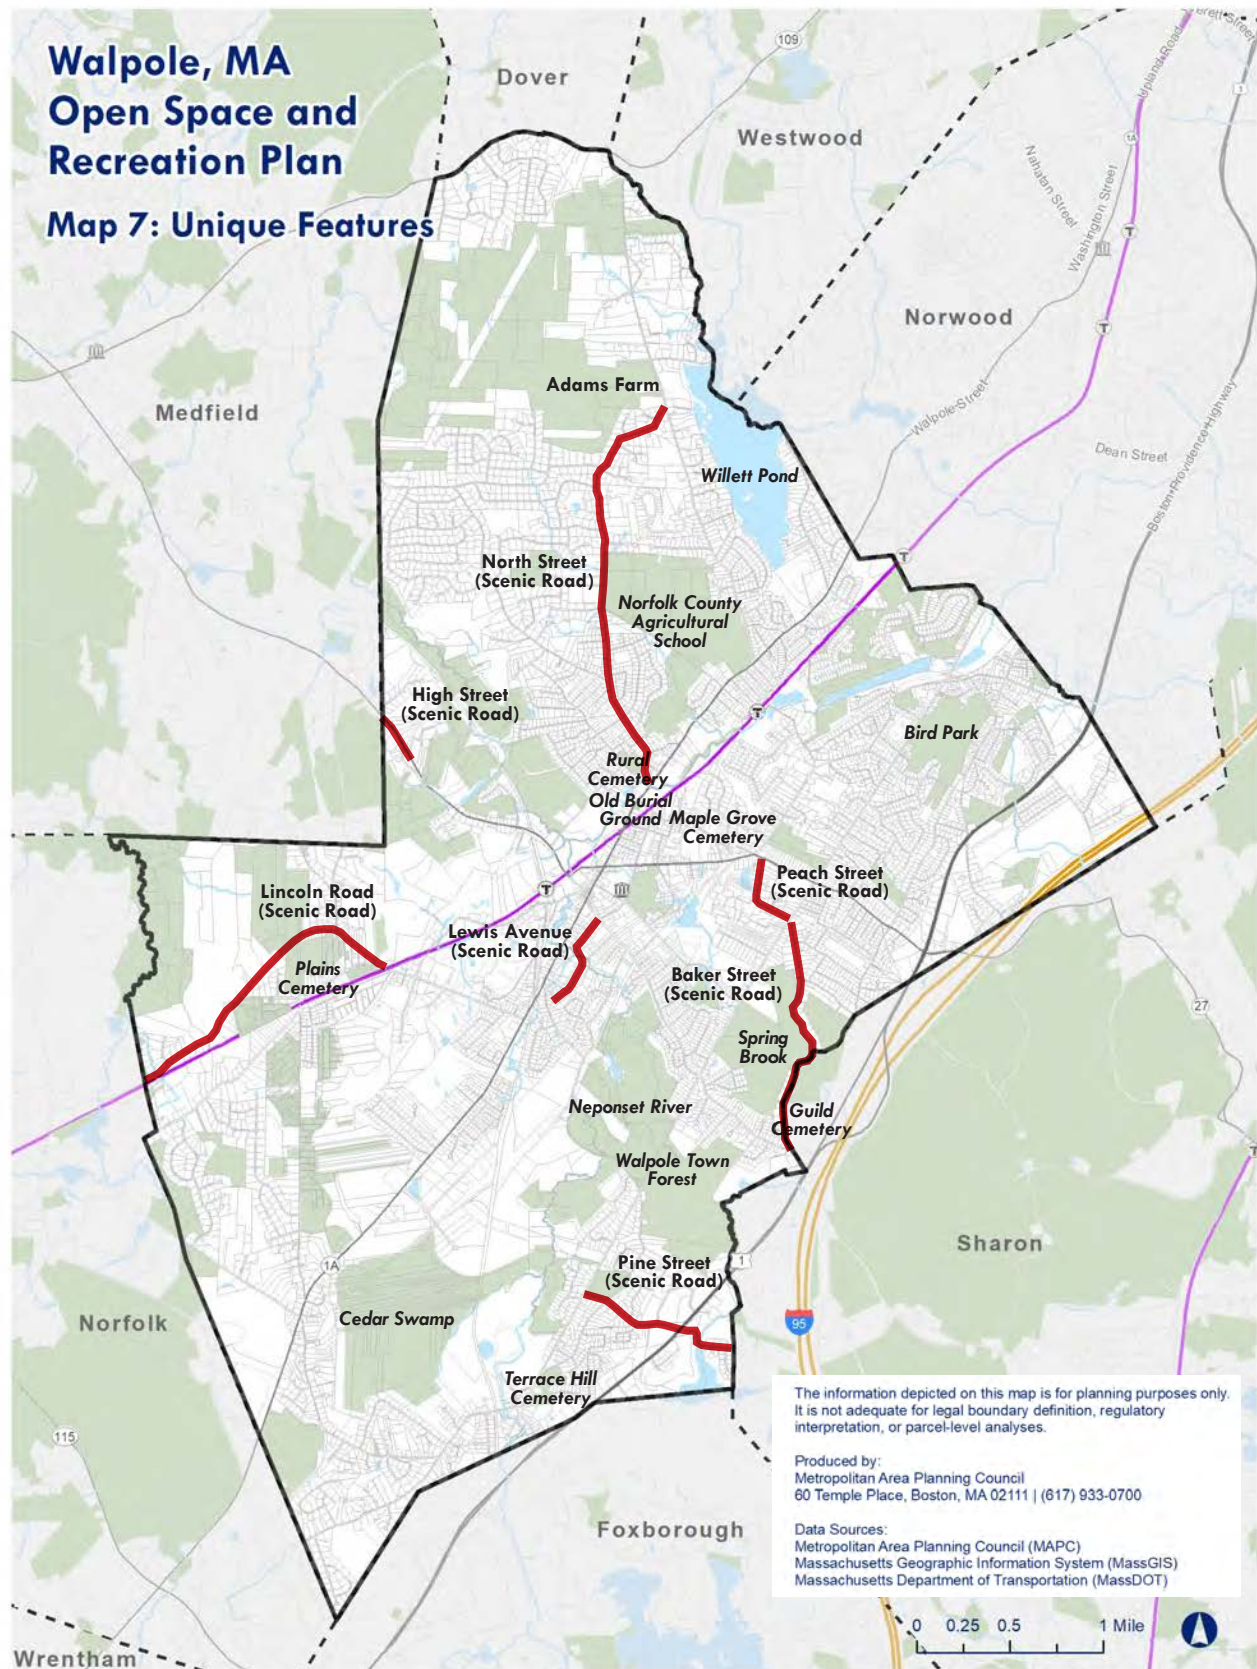 Walpole, MA
Open Space and
Recreation Plan
Map 7: Unique Features
Dover
109
Westwood
Everett Street
Upland Road
1
1A
Nahatan Street
Washington Street
T
T
Norwood
Medfield
Adams Farm
Walpole Street
Dean Street
Boston-Providence Highway
Willett Pond
North Street
(Scenic Road)
T
Norfolk County
Agricultural
School
High Street
(Scenic Road)
T
Bird Park
Rural
Cemetery
Old Burial
Ground
Maple Grove
Cemetery
Peach Street
(Scenic Road)
Lincoln Road
(Scenic Road)
T
Lewis Avenue
(Scenic Road)
Plains
Cemetery
Baker Street
(Scenic Road)
27
Spring
Brook
Neponset River
Guild
Cemetery
T
Walpole Town
Forest
Sharon
1A
Pine Street
(Scenic Road)
1
Norfolk
Cedar Swamp
95
Terrace Hill
Cemetery
115
The information depicted on this map is for planning purposes only.
It is not adequate for legal boundary definition, regulatory
interpretation, or parcel-level analyses.
Produced by:
Metropolitan Area Planning Council
60 Temple Place, Boston, MA 02111 | (617) 933-0700
Data Sources:
Metropolitan Area Planning Council (MAPC)
Massachusetts Geographic Information System (MassGIS)
Massachusetts Department of Transportation (MassDOT)
Foxborough
0 0.25 0.5 1 Mile
Wrentham